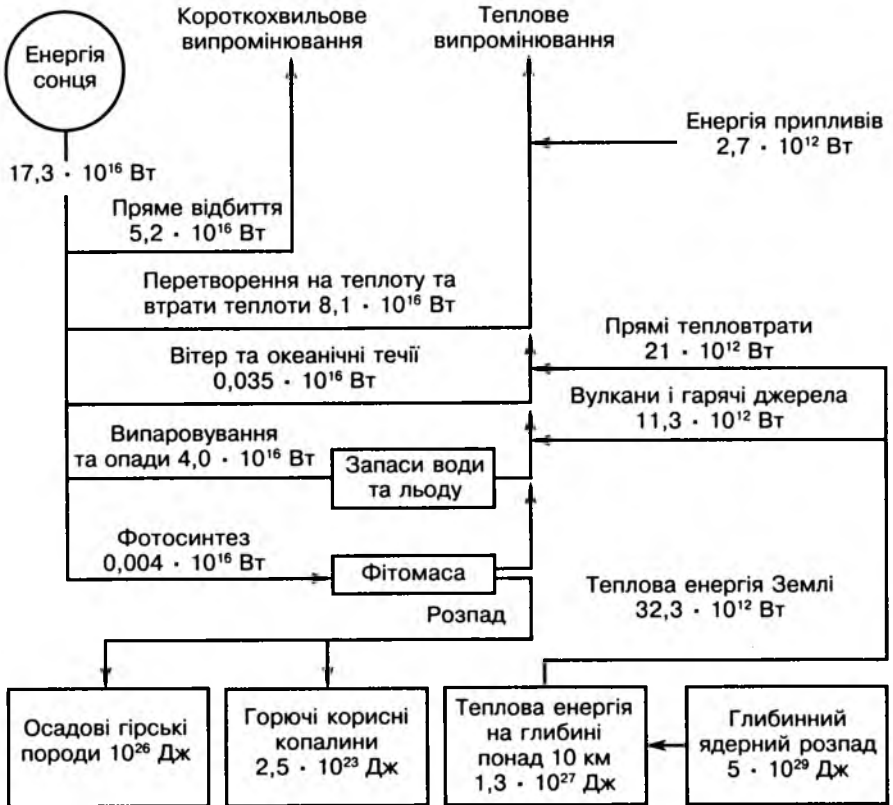 Короткохвильове
випромінювання
Теплове
випромінювання
Енергія
сонця
Енергія припливів
2,7 · 10¹² Вт
17,3 · 10¹⁶ Вт
Пряме відбиття
5,2 · 10¹⁶ Вт
Перетворення на теплоту та
втрати теплоти 8,1 · 10¹⁶ Вт
Прямі тепловтрати
21 · 10¹² Вт
Вітер та океанічні течії
0,035 · 10¹⁶ Вт
Вулкани і гарячі джерела
11,3 · 10¹² Вт
Випаровування
та опади 4,0 · 10¹⁶ Вт
Запаси води
та льоду
Фотосинтез
0,004 · 10¹⁶ Вт
Фітомаса
Теплова енергія Землі
32,3 · 10¹² Вт
Розпад
Осадові гірські
породи 10²⁶ Дж
Горючі корисні
копалини
2,5 · 10²³ Дж
Теплова енергія
на глибині
понад 10 км
1,3 · 10²⁷ Дж
Глибинний
ядерний розпад
5 · 10²⁹ Дж